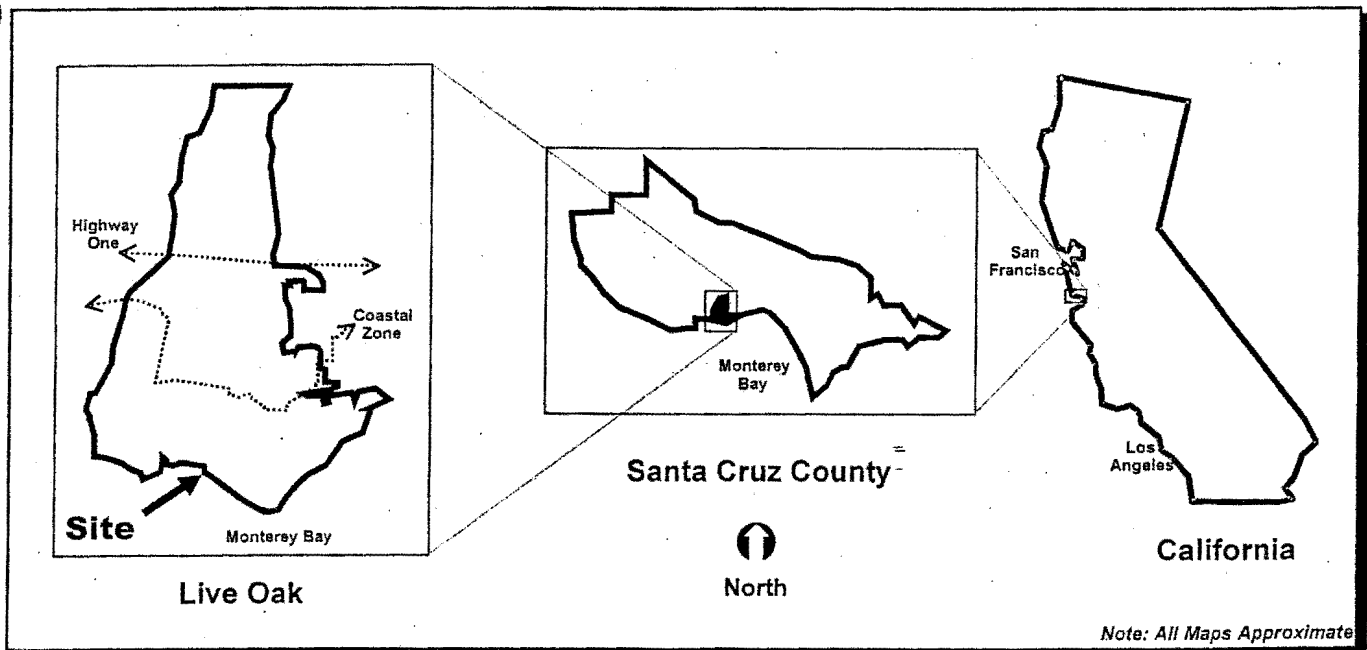 Highway
One
Coastal
Zone
Site
Monterey Bay
Live Oak
Monterey
Bay
Santa Cruz County
North
San
Francisco
Los
Angeles
California
Note: All Maps Approximate